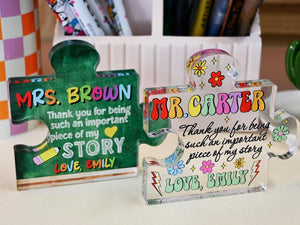 MRS. BROWN
Thank you for being
such an important
piece of my
STORY
LOVE, EMILY
MR.CARTER
Thank you for being
such an important
piece of my story
LOVE, EMILY